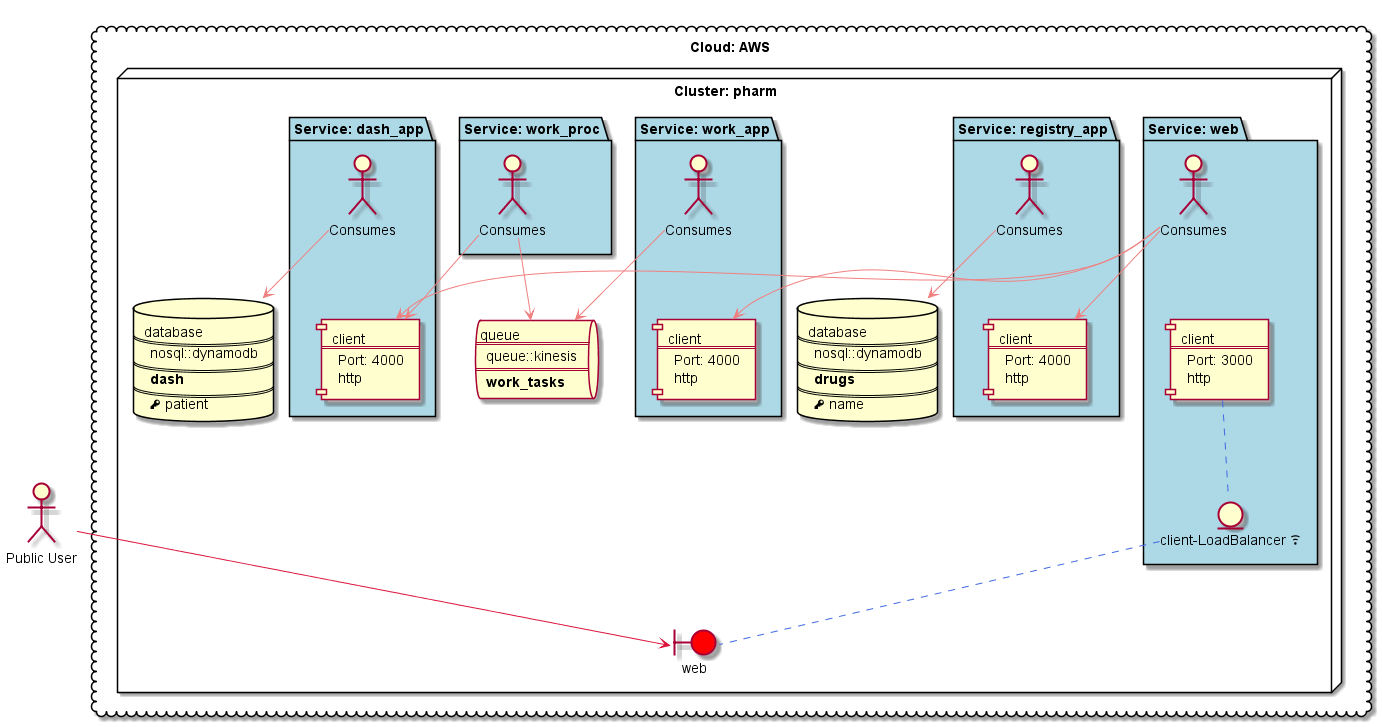 Cloud: AWS
Cluster: pharm
Service: dash_app
Service: work_proc
Service: work_app
Service: registry_app
Service: web
Consumes
Consumes
Consumes
Consumes
Consumes
database
nosql::dynamodb
dash
patient
client
Port: 4000
http
queue
queue::kinesis
work_tasks
client
Port: 4000
http
database
nosql::dynamodb
drugs
name
client
Port: 4000
http
client
Port: 3000
http
client-LoadBalancer
Public User
web